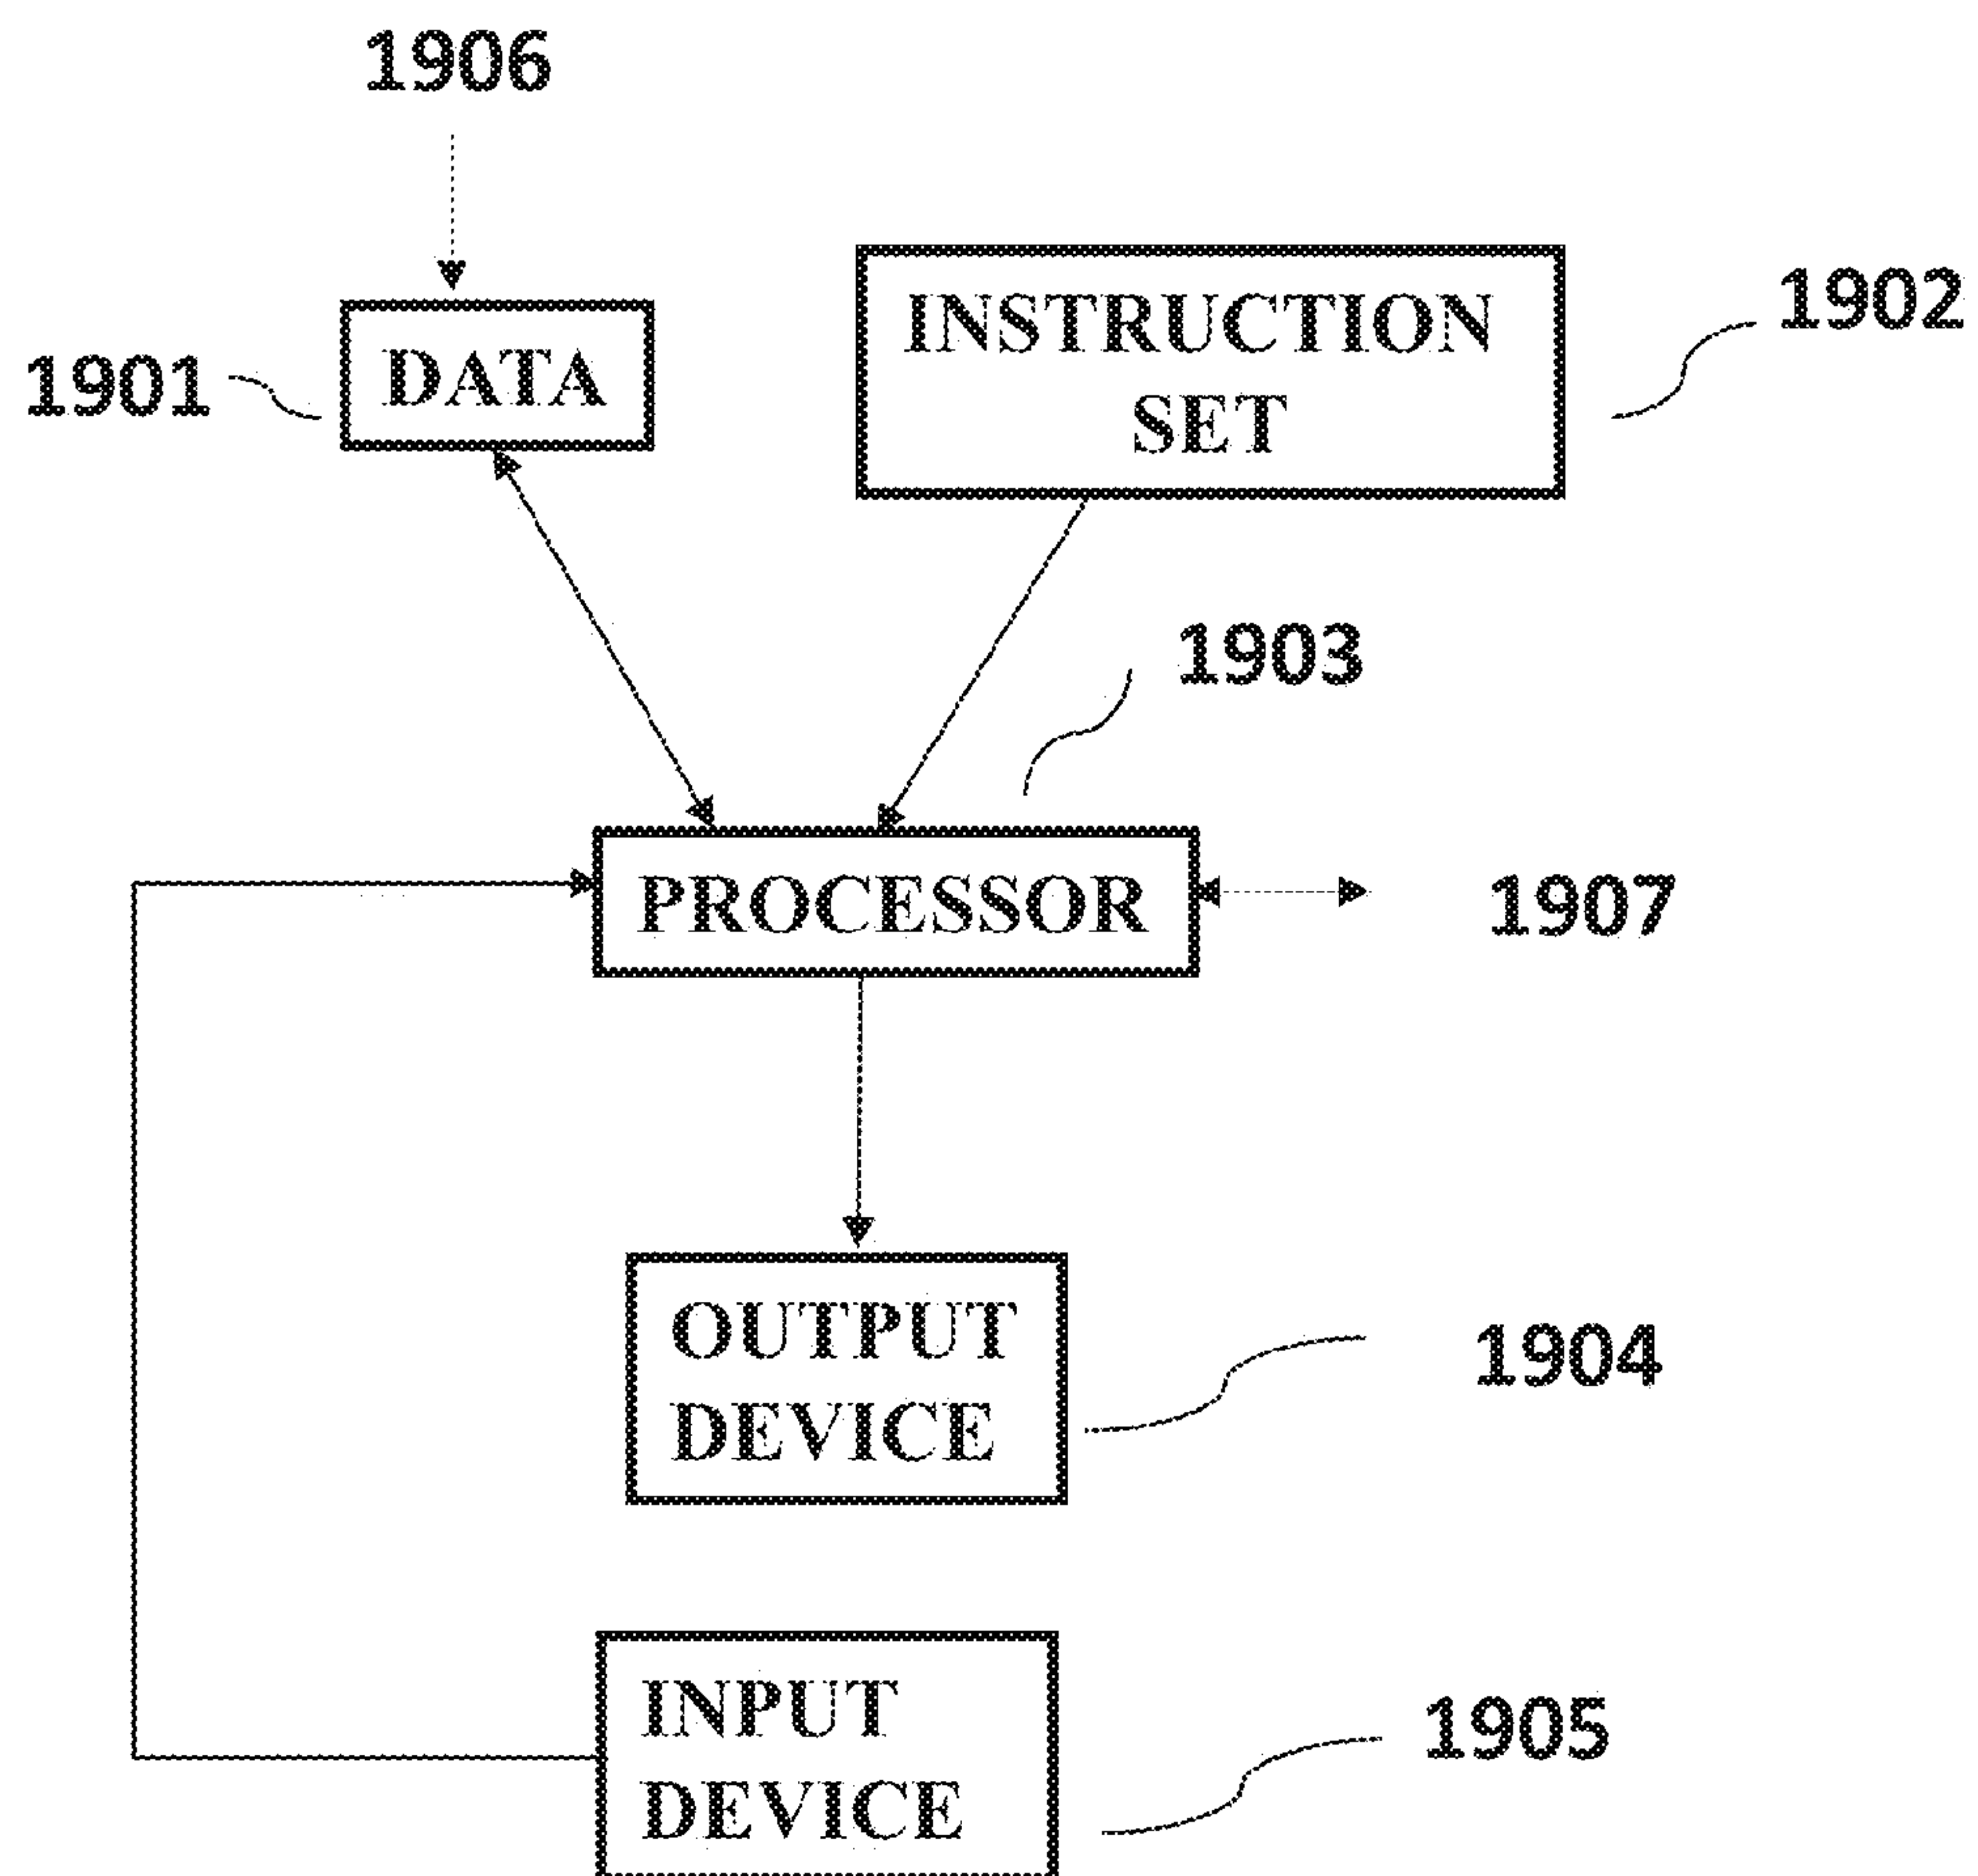 1906
INSTRUCTION
SET
1902
1901
DATA
1903
PROCESSOR
1907
OUTPUT
DEVICE
1904
INPUT
DEVICE
1905